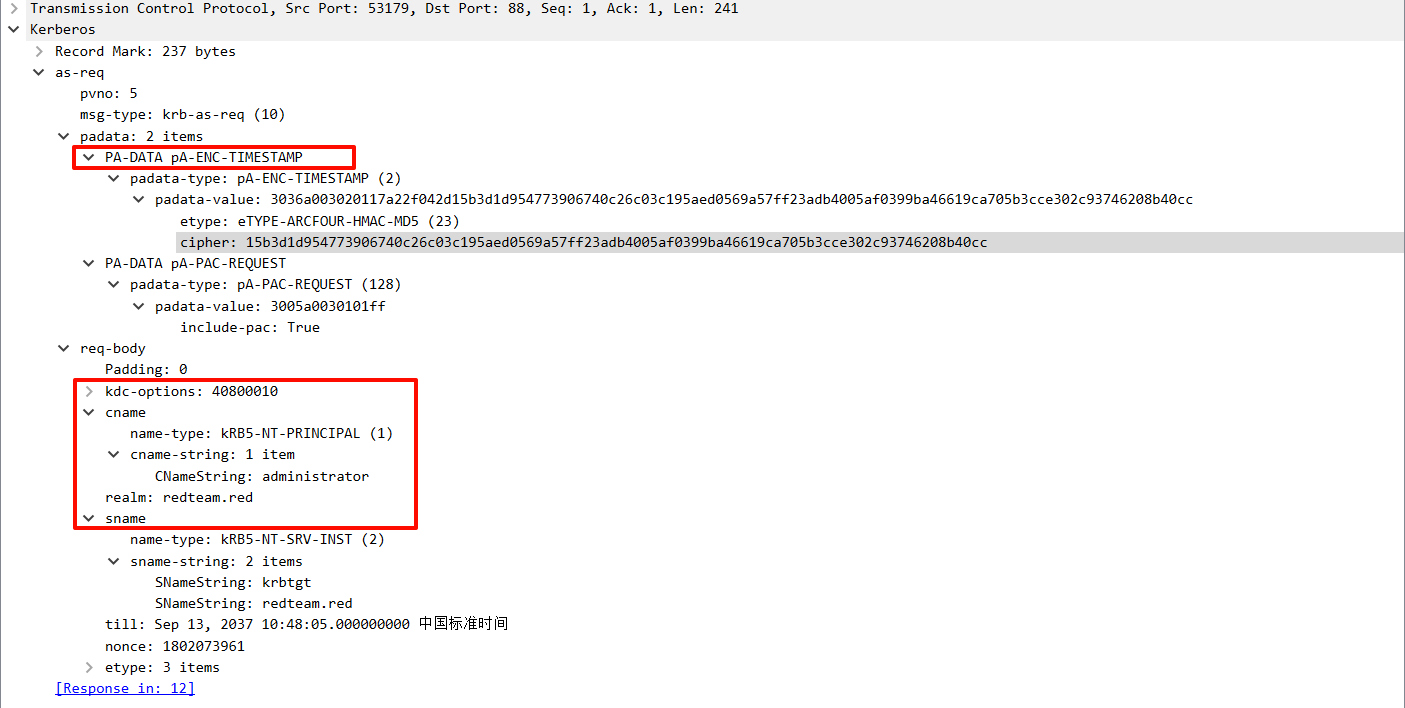 Transmission Control Protocol, Src Port: 53179, Dst Port: 88, Seq: 1, Ack: 1, Len: 241
Kerberos
Record Mark: 237 bytes
as-req
pvno: 5
msg-type: krb-as-req (10)
padata: 2 items
PA-DATA pA-ENC-TIMESTAMP
padata-type: pA-ENC-TIMESTAMP (2)
padata-value: 3036a003020117a22f042d15b3d1d954773906740c26c03c195aed0569a57ff23adb4005af0399ba46619ca705b3cce302c93746208b40cc
etype: eTYPE-ARCFOUR-HMAC-MD5 (23)
cipher: 15b3d1d954773906740c26c03c195aed0569a57ff23adb4005af0399ba46619ca705b3cce302c93746208b40cc
PA-DATA pA-PAC-REQUEST
padata-type: pA-PAC-REQUEST (128)
padata-value: 3005a0030101ff
include-pac: True
req-body
Padding: 0
kdc-options: 40800010
cname
name-type: kRB5-NT-PRINCIPAL (1)
cname-string: 1 item
CNameString: administrator
realm: redteam.red
sname
name-type: kRB5-NT-SRV-INST (2)
sname-string: 2 items
SNameString: krbtgt
SNameString: redteam.red
till: Sep 13, 2037 10:48:05.000000000 中国标准时间
nonce: 1802073961
etype: 3 items
[Response in: 12]